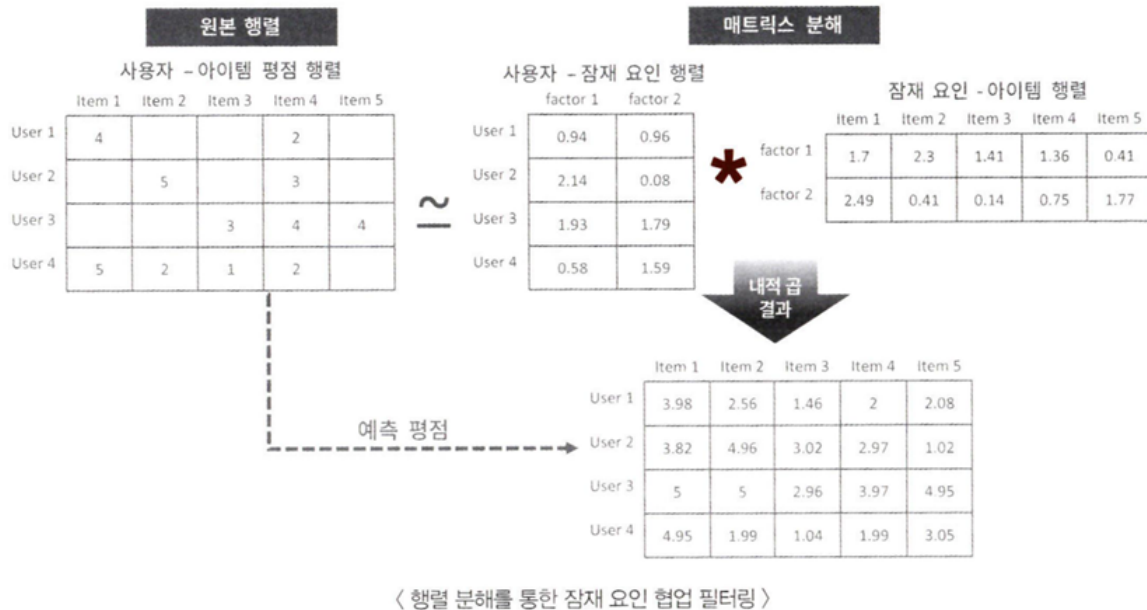 원본 행렬
매트릭스 분해
사용자 – 아이템 평점 행렬
Item 1 Item 2 Item 3 Item 4 Item 5
User 1 4 2
User 2 5 3
User 3 3 4 4
User 4 5 2 1 2
≃
사용자 – 잠재 요인 행렬
factor 1 factor 2
0.94 0.96
2.14 0.08
1.93 1.79
0.58 1.59
*
잠재 요인 - 아이템 행렬
Item 1 Item 2 Item 3 Item 4 Item 5
factor 1 1.7 2.3 1.41 1.36 0.41
factor 2 2.49 0.41 0.14 0.75 1.77
내적 곱
결과
예측 평점
Item 1 Item 2 Item 3 Item 4 Item 5
User 1 3.98 2.56 1.46 2 2.08
User 2 3.82 4.96 3.02 2.97 1.02
User 3 5 5 2.96 3.97 4.95
User 4 4.95 1.99 1.04 1.99 3.05
〈 행렬 분해를 통한 잠재 요인 협업 필터링 〉